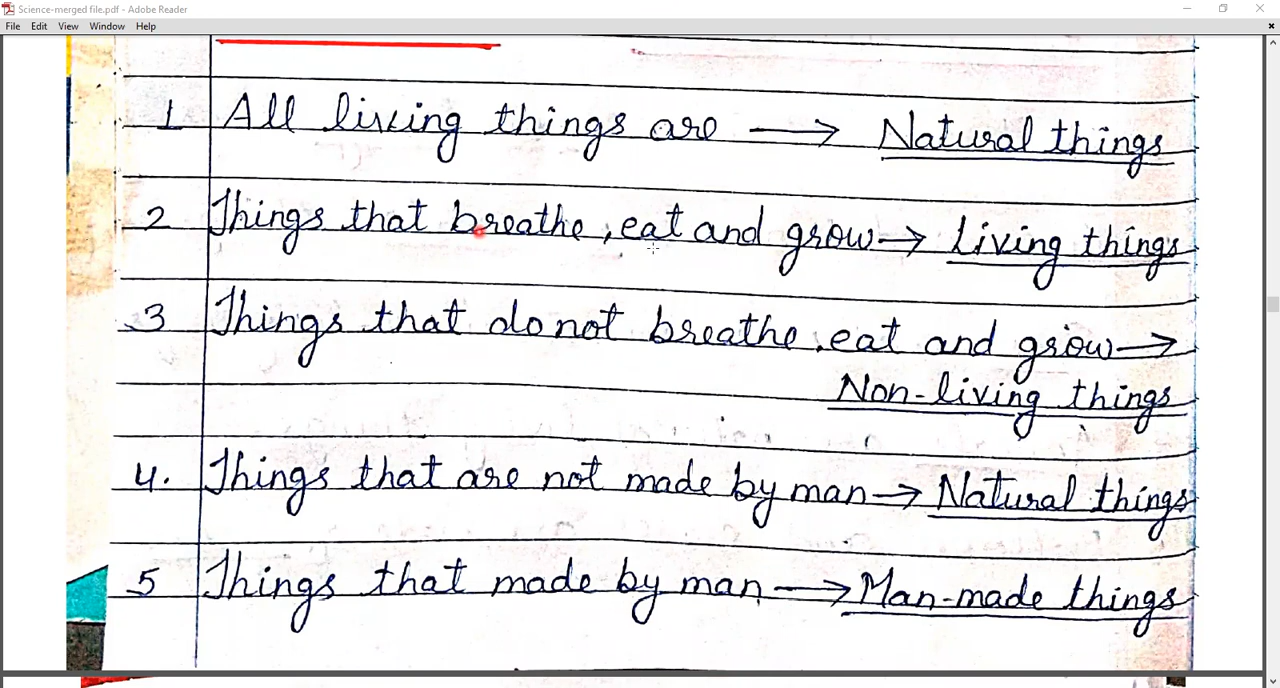 Science-merged file.pdf - Adobe Reader
File Edit View Window Help
1 All living things are → Natural things
2 Things that breathe, eat and grow → Living things
3 Things that do not breathe, eat and grow →
Non-living things
4. Things that are not made by man → Natural things
5 Things that made by man → Man-made things